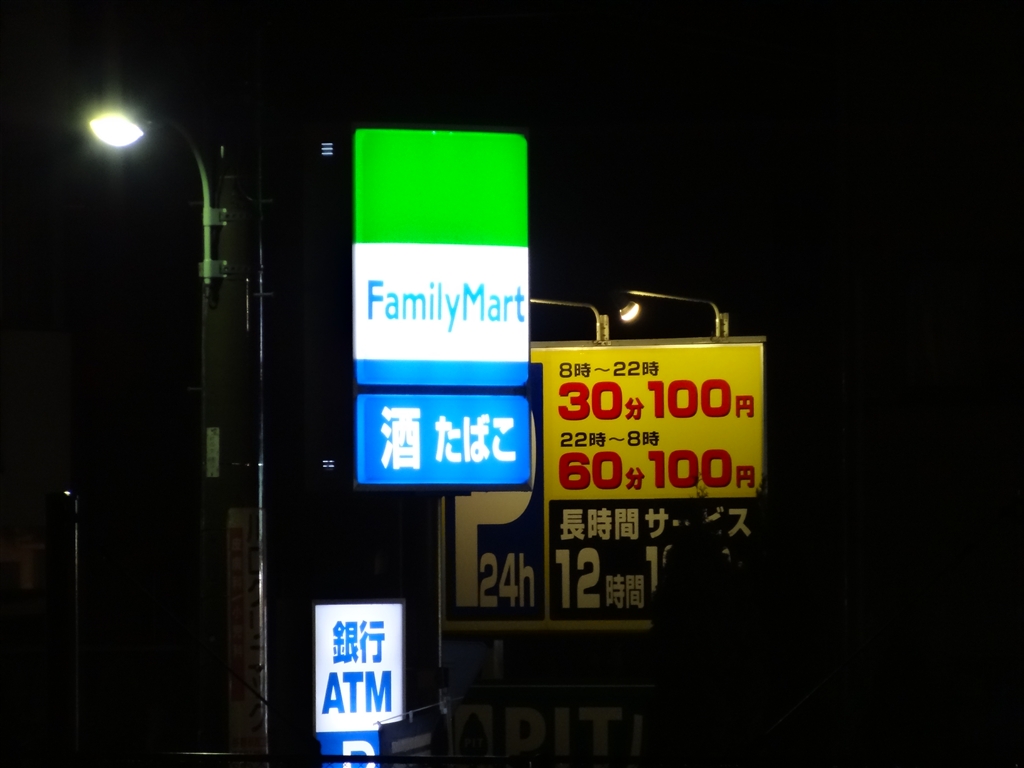 FamilyMart
酒 たばこ
8時～22時
30分100円
22時～8時
60分100円
長時間サービス
12時間
P
24h
銀行
ATM
P
PIT